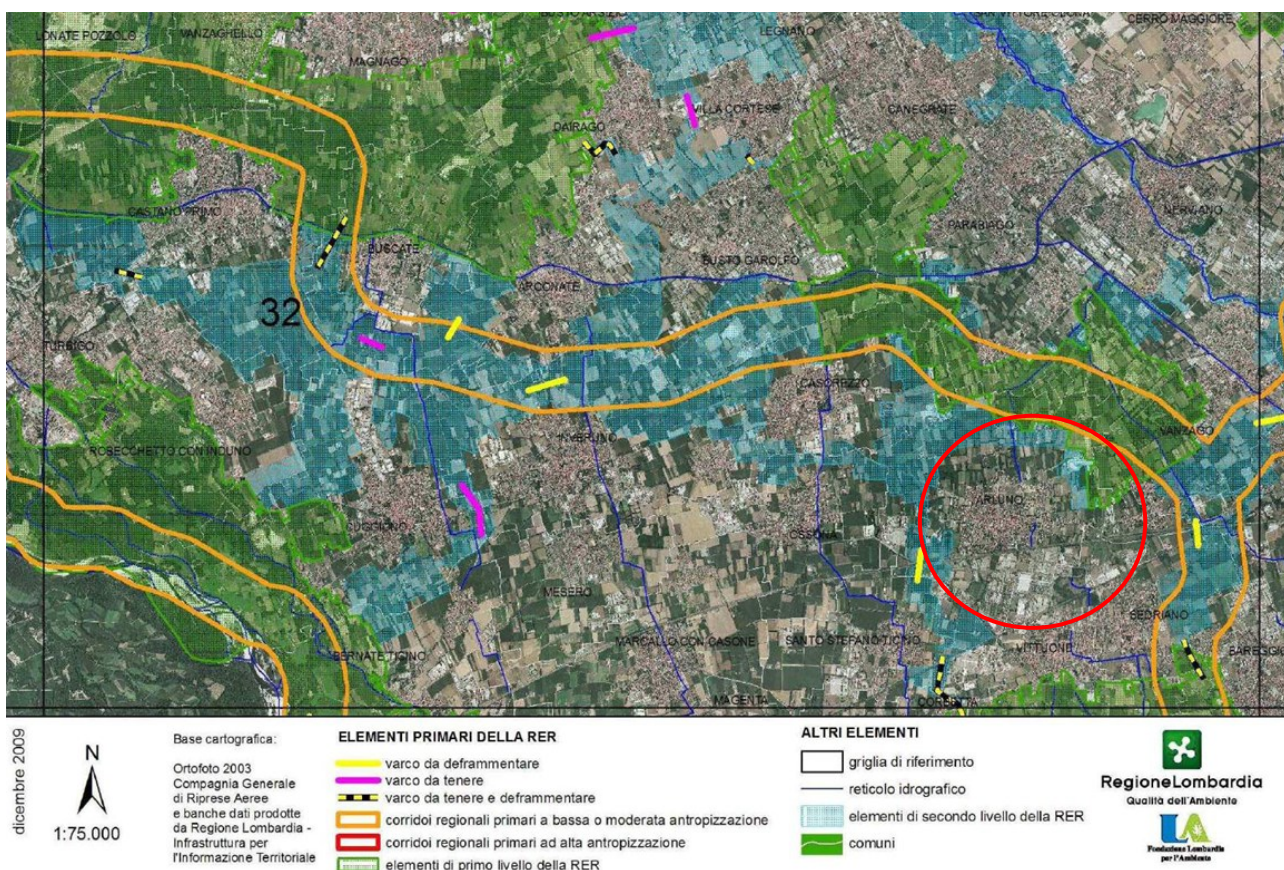 LONATE POZZOLO
VANZAGHELLO
MAGNAGO
LEGNANO
CERRO MAGGIORE
VILLA CORTESE
CANEGRATE
DAIRAGO
CASTANO PRIMO
NERVIANO
PARABIAGO
BUSCATE
BUSTO GAROLFO
ARCONATE
32
TURBIGO
CASOREZZO
VANZAGO
INVERUNO
ROBECCHETTO CON INDUNO
ARLUNO
CUGGIONO
OSSONA
MESERO
SEDRIANO
MARCALLO CON CASONE
SANTO STEFANO TICINO
VITTUONE
BERNATE TICINO
BAREGGIO
MAGENTA
CORBETTA
dicembre 2009
N
1:75.000
Base cartografica:
Ortofoto 2003
Compagnia Generale
di Riprese Aeree
e banche dati prodotte
da Regione Lombardia -
Infrastruttura per
l'Informazione Territoriale
ELEMENTI PRIMARI DELLA RER
varco da deframmentare
varco da tenere
varco da tenere e deframmentare
corridoi regionali primari a bassa o moderata antropizzazione
corridoi regionali primari ad alta antropizzazione
elementi di primo livello della RER
ALTRI ELEMENTI
griglia di riferimento
reticolo idrografico
elementi di secondo livello della RER
comuni
RegioneLombardia
Qualità dell'Ambiente
Fondazione Lombardia
per l'Ambiente